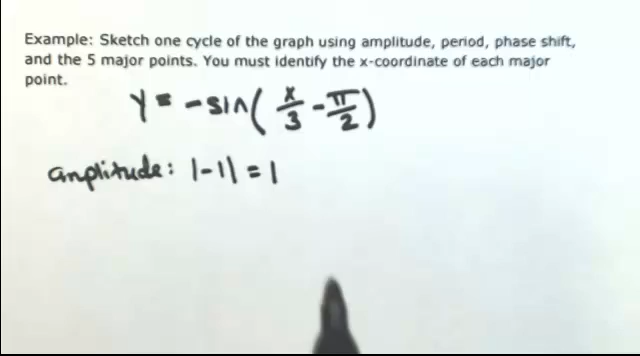 Example: Sketch one cycle of the graph using amplitude, period, phase shift,
and the 5 major points. You must identify the x-coordinate of each major
point.
y = -sin( x/3 - π/2 )
amplitude: |-1| = 1